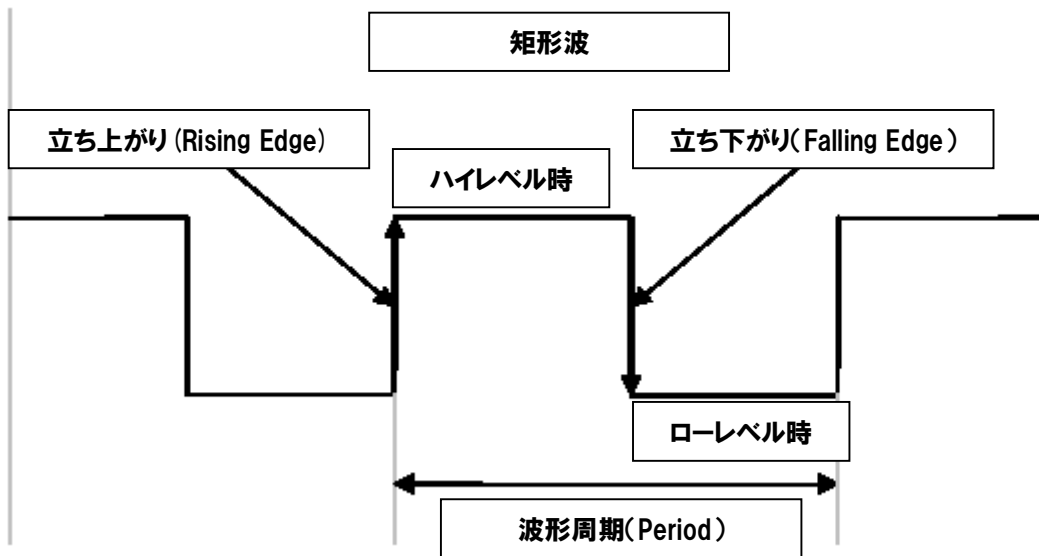 矩形波
立ち上がり(Rising Edge)
立ち下がり(Falling Edge)
ハイレベル時
ローレベル時
波形周期(Period)